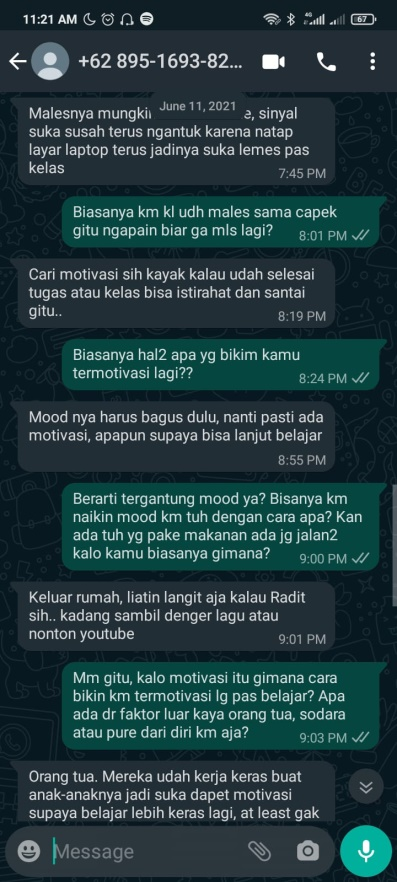 11:21 AM
4G
67
+62 895-1693-82...
June 11, 2021
Malesnya e, sinyal
suka susah terus ngantuk karena natap
layar laptop terus jadinya suka lemes pas
kelas
7:45 PM
Biasanya km kl udh males sama capek
gitu ngapain biar ga mls lagi?
8:01 PM
Cari motivasi sih kayak kalau udah selesai
tugas atau kelas bisa istirahat dan santai
gitu..
8:19 PM
Biasanya hal2 apa yg bikim kamu
termotivasi lagi??
8:24 PM
Mood nya harus bagus dulu, nanti pasti ada
motivasi, apapun supaya bisa lanjut belajar
8:55 PM
Berarti tergantung mood ya? Bisanya km
naikin mood km tuh dengan cara apa? Kan
ada tuh yg pake makanan ada jg jalan2
kalo kamu biasanya gimana?
9:00 PM
Keluar rumah, liatin langit aja kalau Radit
sih.. kadang sambil denger lagu atau
nonton youtube
9:01 PM
Mm gitu, kalo motivasi itu gimana cara
bikin km termotivasi lg pas belajar? Apa
ada dr faktor luar kaya orang tua, sodara
atau pure dari diri km aja?
9:03 PM
Orang tua. Mereka udah kerja keras buat
anak-anaknya jadi suka dapet motivasi
supaya belajar lebih keras lagi, at least gak
Message